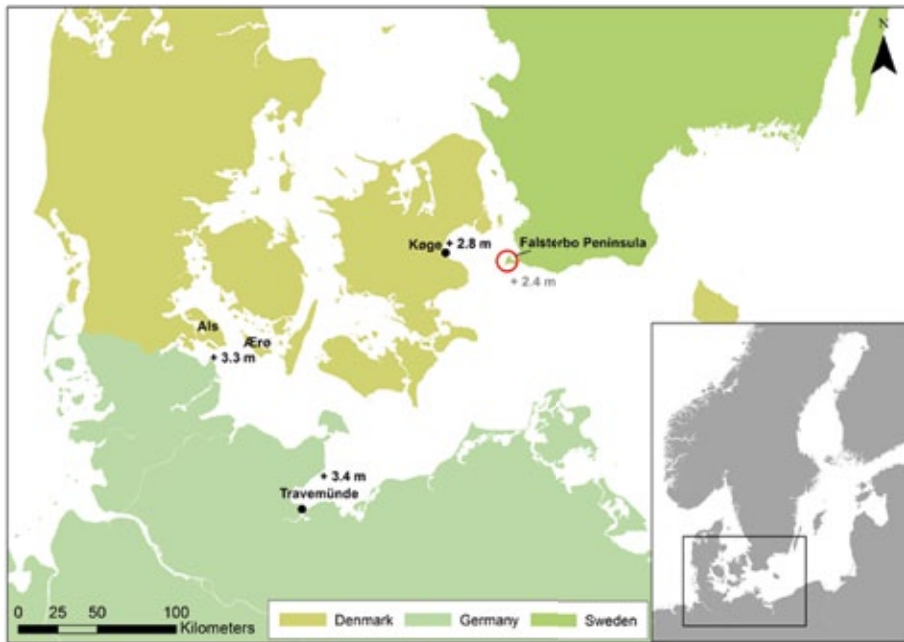 N
Køge
+ 2.8 m
Falsterbo Peninsula
+ 2.4 m
Als
Ærø
+ 3.3 m
+ 3.4 m
Travemünde
0 25 50 100
Kilometers
Denmark Germany Sweden